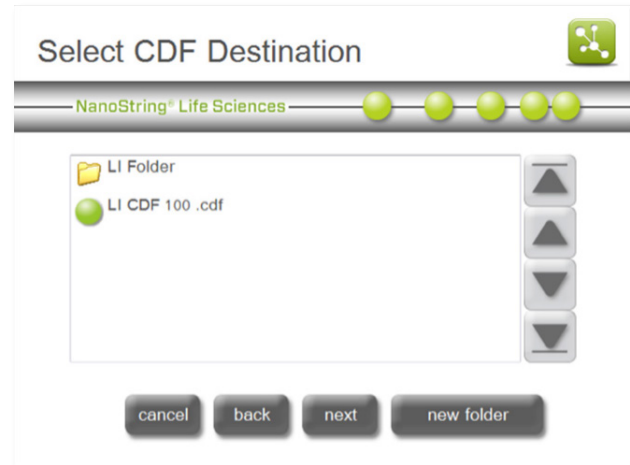 Select CDF Destination
NanoString® Life Sciences
LI Folder
LI CDF 100 .cdf
cancel back next new folder